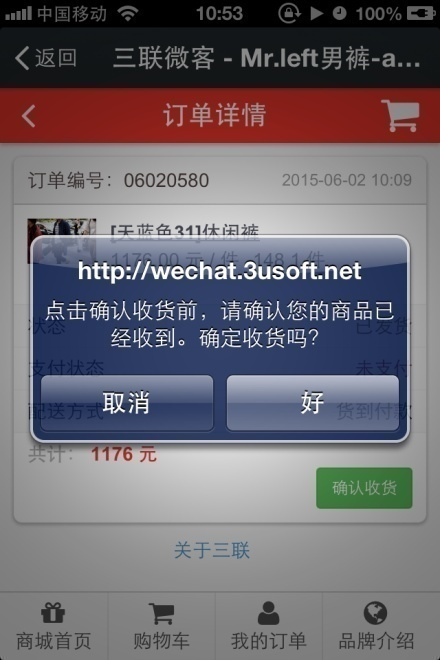 中国移动 10:53 100%
返回 三联微客 - Mr.left男裤-a...
订单详情
订单编号: 06020580 2015-06-02 10:09
[天蓝色31]休闲裤
1176.00 元 / 件
http://wechat.3usoft.net
点击确认收货前，请确认您的商品已
经收到。确定收货吗？
状态 已发货
支付状态 未支付
取消 好
配送方式 货到付款
共计: 1176 元
确认收货
关于三联
商城首页 购物车 我的订单 品牌介绍